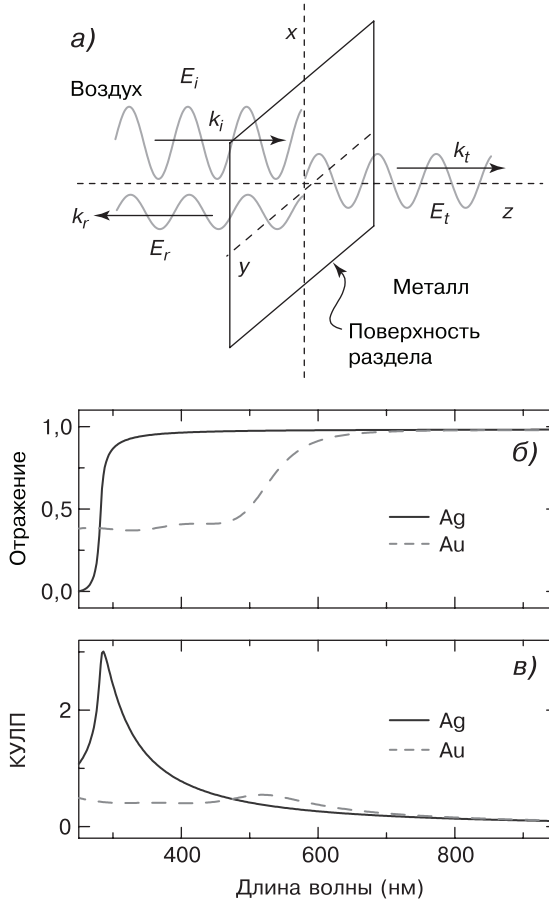 а)
x
Воздух
E_i
k_i
k_t
k_r
E_r
E_t
z
y
Металл
Поверхность
раздела
1,0
б)
Отражение
0,5
Ag
Au
0,0
в)
КУЛП
2
Ag
Au
0
400
600
800
Длина волны (нм)